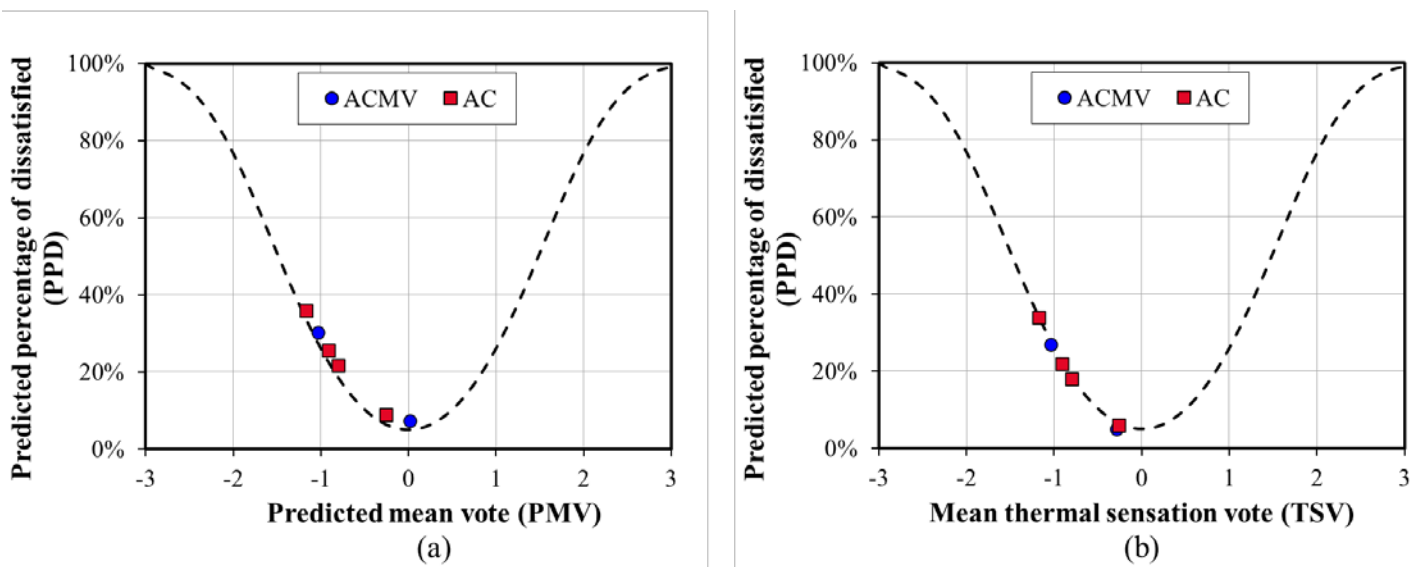 Predicted percentage of dissatisfied
(PPD)
100%
80%
60%
40%
20%
0%
ACMV
AC
-3
-2
-1
0
1
2
3
Predicted mean vote (PMV)
(a)
Predicted percentage of dissatisfied
(PPD)
100%
80%
60%
40%
20%
0%
ACMV
AC
-3
-2
-1
0
1
2
3
Mean thermal sensation vote (TSV)
(b)